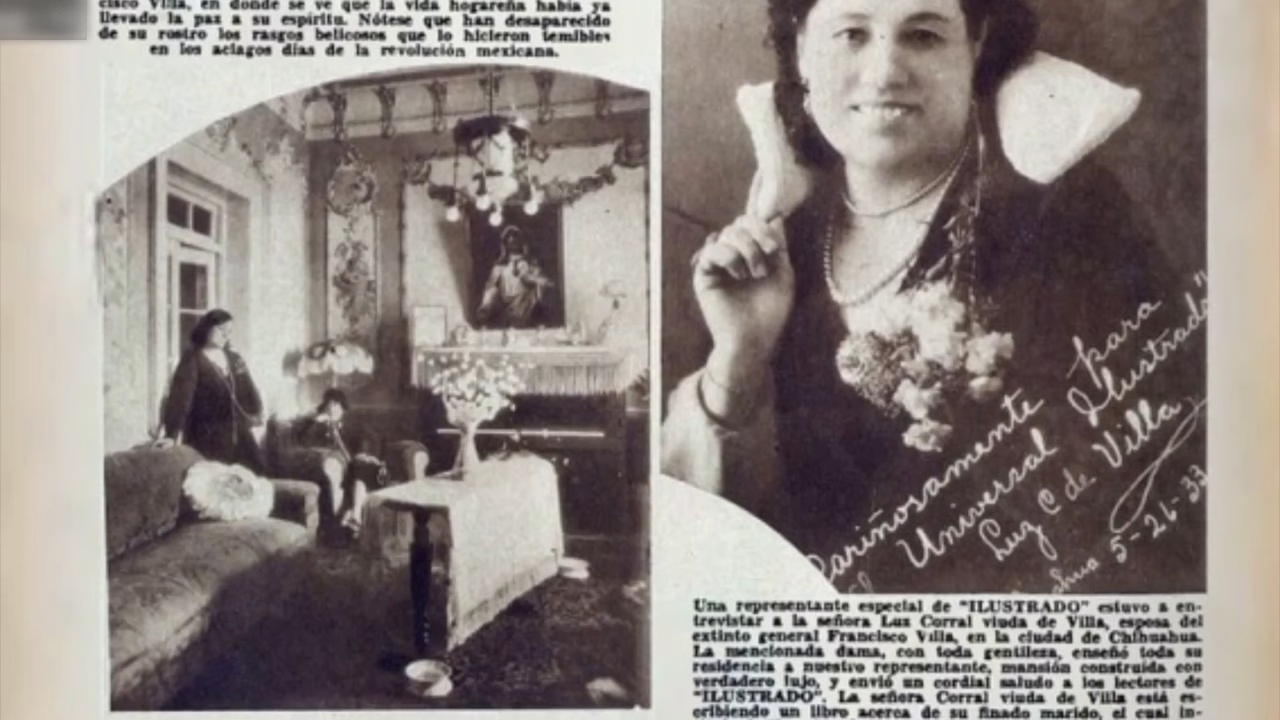 cisco Villa, en donde se ve que la vida hogareña había ya
llevado la paz a su espíritu. Nótese que han desaparecido
de su rostro los rasgos belicosos que lo hicieron temibles
en los aciagos días de la revolución mexicana.
Cariñosamente para
el Universal Ilustrado"
Luz C de Villa
5-26-33
Una representante especial de "ILUSTRADO" estuvo a en-
trevistar a la señora Luz Corral viuda de Villa, esposa del
extinto general Francisco Villa, en la ciudad de Chihuahua.
La mencionada dama, con toda gentileza, enseñó toda su
residencia a nuestro representante, mansión construida con
verdadero lujo, y envió un cordial saludo a los lectores de
"ILUSTRADO". La señora Corral viuda de Villa está es-
cribiendo un libro acerca de su finado marido, el cual in-